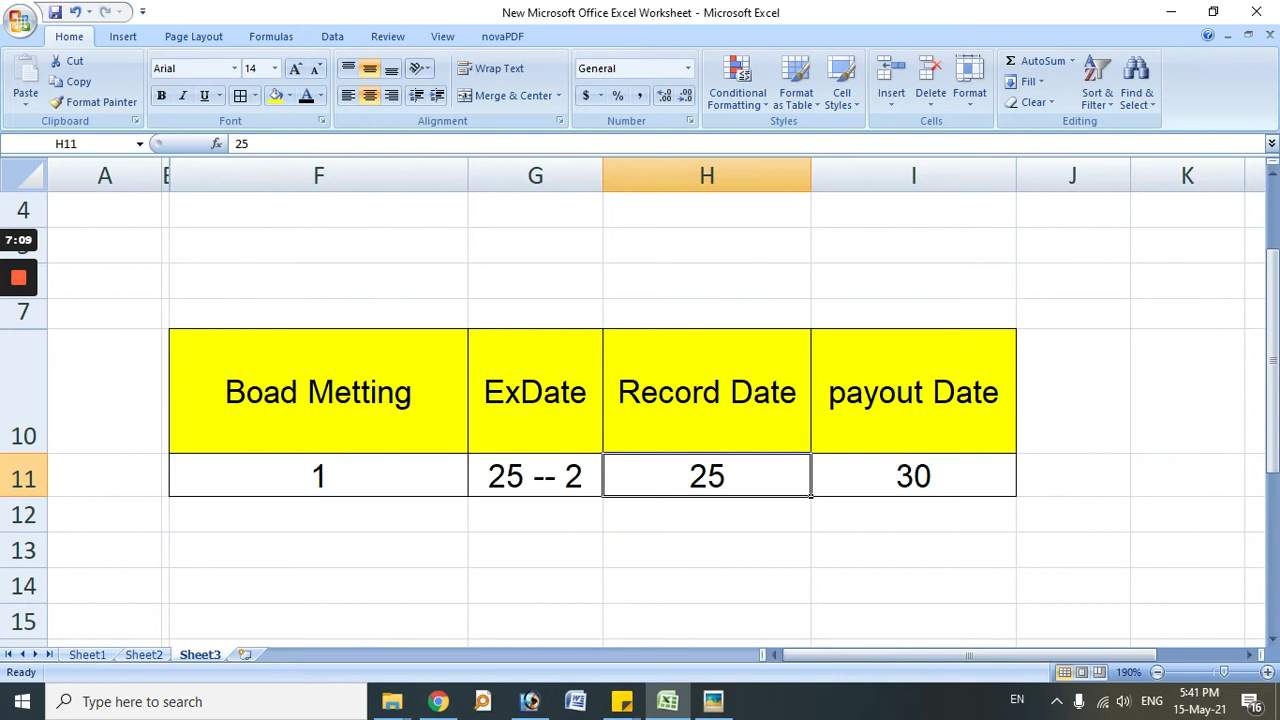 New Microsoft Office Excel Worksheet - Microsoft Excel
Home Insert Page Layout Formulas Data Review View novaPDF
Paste
Cut
Copy
Format Painter
Clipboard
Arial 14
B I U
Font
Wrap Text
Merge & Center
Alignment
General
$ % ,
Number
Conditional Formatting
Format as Table
Cell Styles
Styles
Insert
Delete
Format
Cells
Σ AutoSum
Fill
Clear
Sort & Filter
Find & Select
Editing
H11 fx 25
A F G H I J K
4
7:09
7
10 Boad Metting ExDate Record Date payout Date
11 1 25 -- 2 25 30
12
13
14
15
Sheet1 Sheet2 Sheet3
Ready 190%
Type here to search
EN ENG 5:41 PM
15-May-21 16